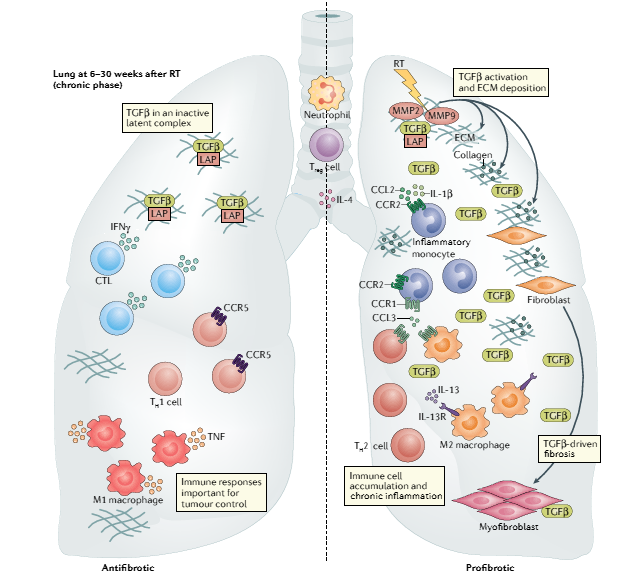 Lung at 6–30 weeks after RT
(chronic phase)
TGFβ in an inactive
latent complex
TGFβ
LAP
TGFβ
LAP
TGFβ
LAP
IFNγ
CTL
CCR5
CCR5
TH1 cell
TNF
M1 macrophage
Immune responses
important for
tumour control
Antifibrotic
Neutrophil
Treg cell
IL-4
RT
TGFβ activation
and ECM deposition
MMP2
MMP9
TGFβ
LAP
ECM
Collagen
TGFβ
TGFβ
CCL2
IL-1β
CCR2
TGFβ
Inflammatory
monocyte
CCR2
CCR1
CCL3
TGFβ
Fibroblast
TGFβ
TGFβ
TGFβ
TGFβ
IL-13
IL-13R
TGFβ
TH2 cell
M2 macrophage
TGFβ-driven
fibrosis
Immune cell
accumulation and
chronic inflammation
TGFβ
Myofibroblast
Profibrotic